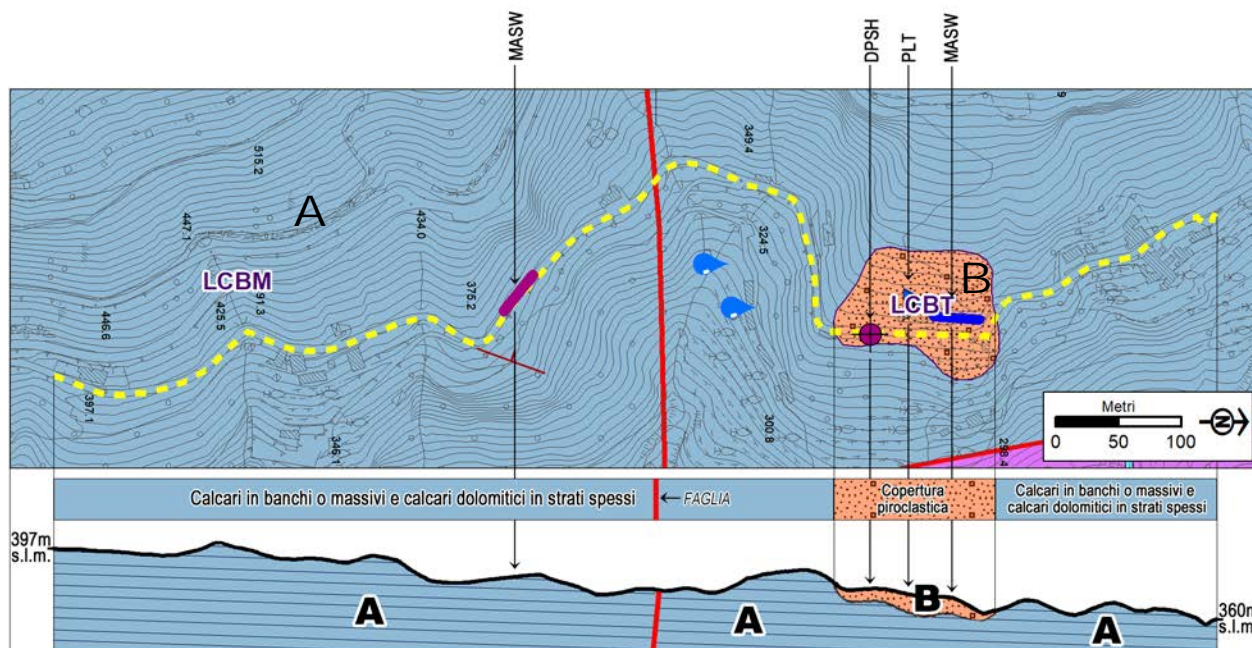 MASW
DPSH
PLT
MASW
515.2
A
447.1
434.0
349.4
324.5
LCBM
91.3
425.5
375.2
446.6
397.1
346.1
300.8
298.4
B
LCBT
Metri
0 50 100
N
Calcari in banchi o massivi e calcari dolomitici in strati spessi
FAGLIA
Copertura
piroclastica
Calcari in banchi o massivi e
calcari dolomitici in strati spessi
397m
s.l.m.
A
A
B
A
360m
s.l.m.